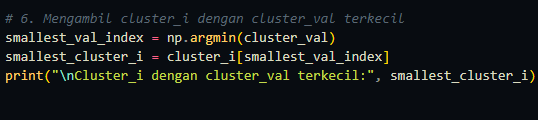 # 6. Mengambil cluster_i dengan cluster_val terkecil
smallest_val_index = np.argmin(cluster_val)
smallest_cluster_i = cluster_i[smallest_val_index]
print("\nCluster_i dengan cluster_val terkecil:", smallest_cluster_i)